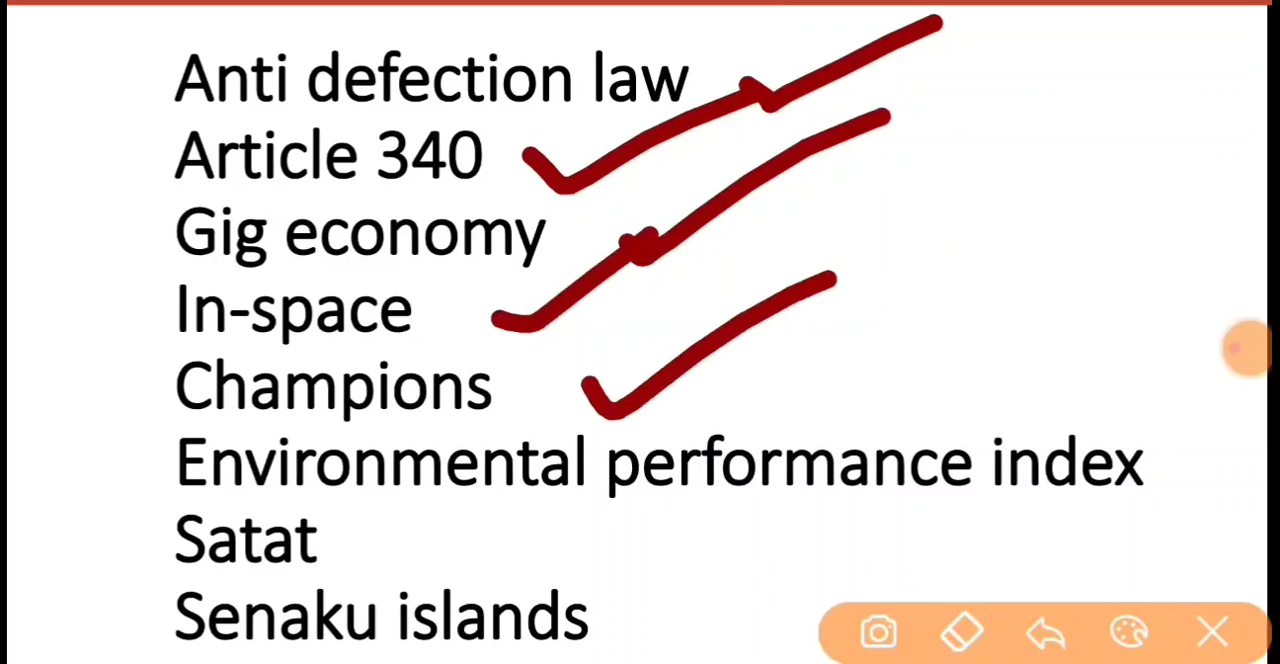 Anti defection law
Article 340
Gig economy
In-space
Champions
Environmental performance index
Satat
Senaku islands